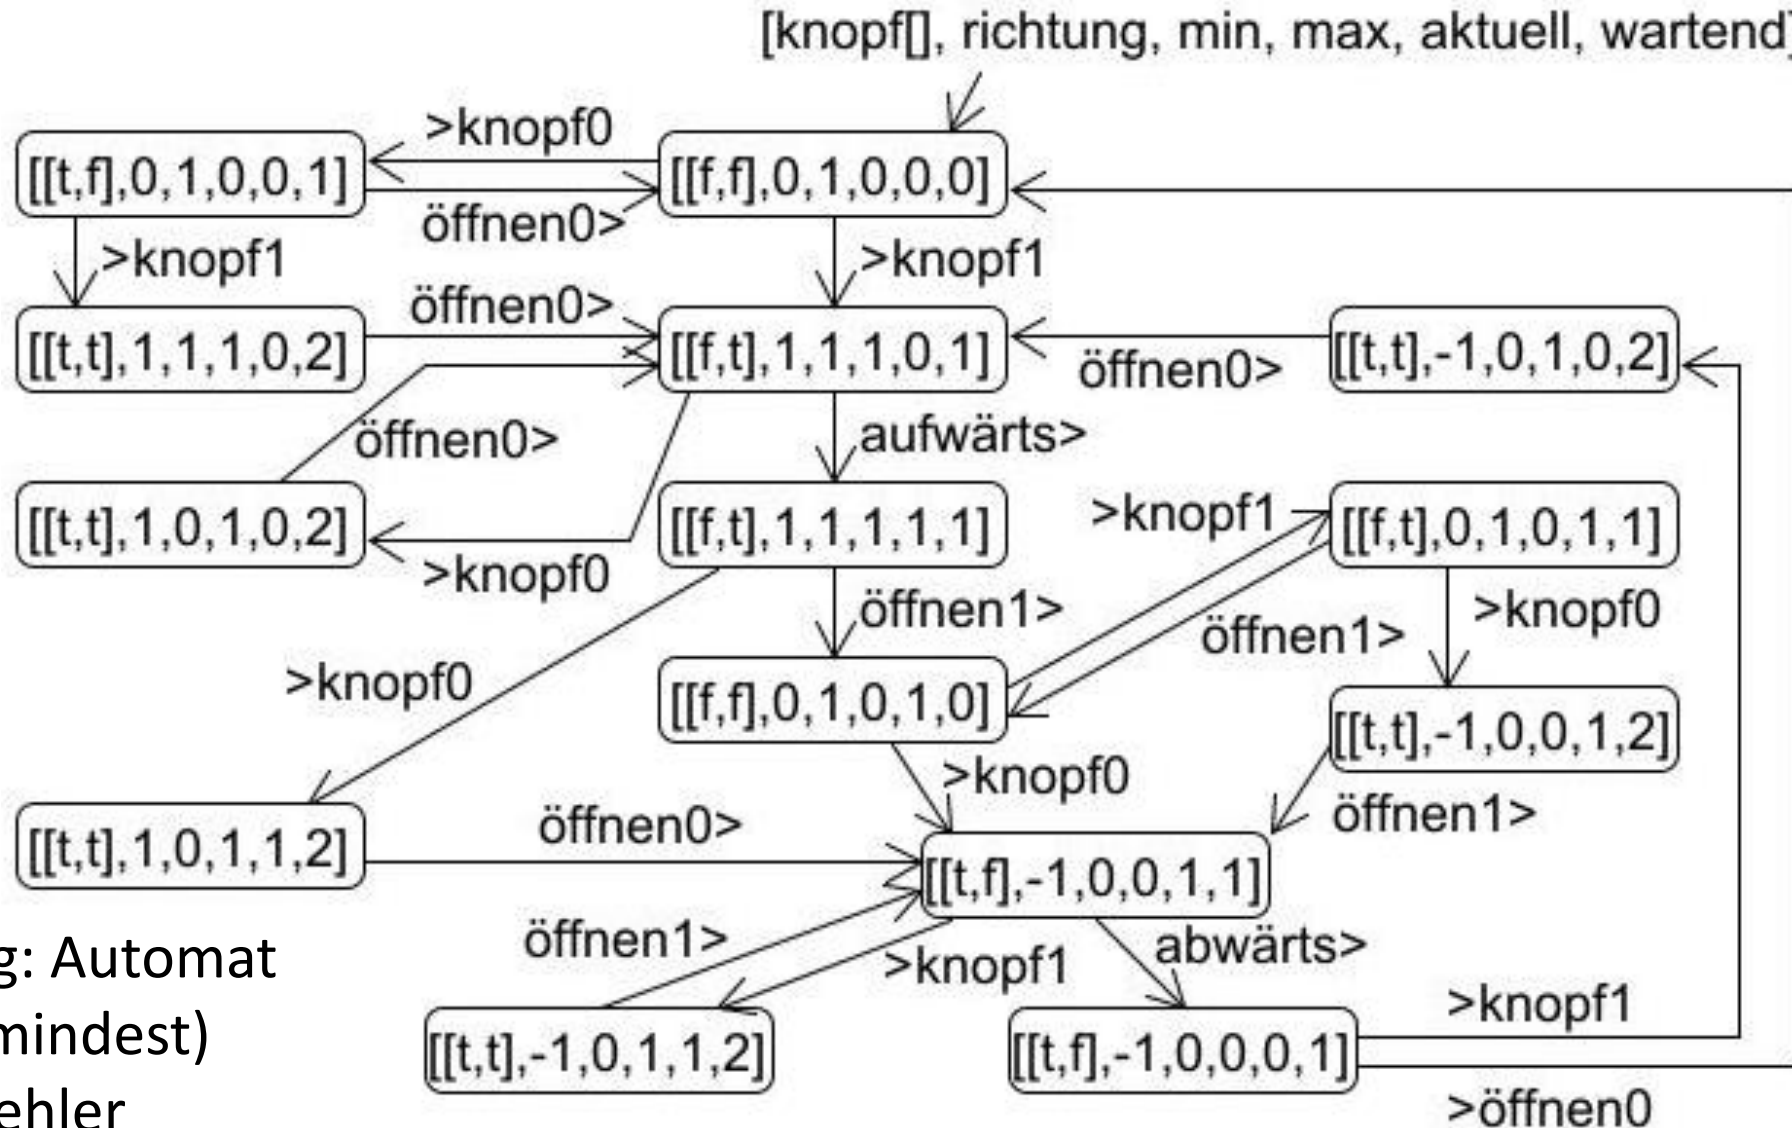 [knopf[], richtung, min, max, aktuell, wartend]
>knopf0
[[t,f],0,1,0,0,1]
[[f,f],0,1,0,0,0]
öffnen0>
>knopf1
>knopf1
öffnen0>
[[t,t],1,1,1,0,2]
[[f,t],1,1,1,0,1]
[[t,t],-1,0,1,0,2]
öffnen0>
öffnen0>
aufwärts>
[[t,t],1,0,1,0,2]
[[f,t],1,1,1,1,1]
>knopf1
[[f,t],0,1,0,1,1]
>knopf0
öffnen1>
öffnen1>
>knopf0
>knopf0
[[f,f],0,1,0,1,0]
[[t,t],-1,0,0,1,2]
>knopf0
öffnen1>
öffnen0>
[[t,t],1,0,1,1,2]
[[t,f],-1,0,0,1,1]
öffnen1>
>knopf1
abwärts>
g: Automat
mindest)
ehler
[[t,t],-1,0,1,1,2]
[[t,f],-1,0,0,0,1]
>knopf1
>öffnen0